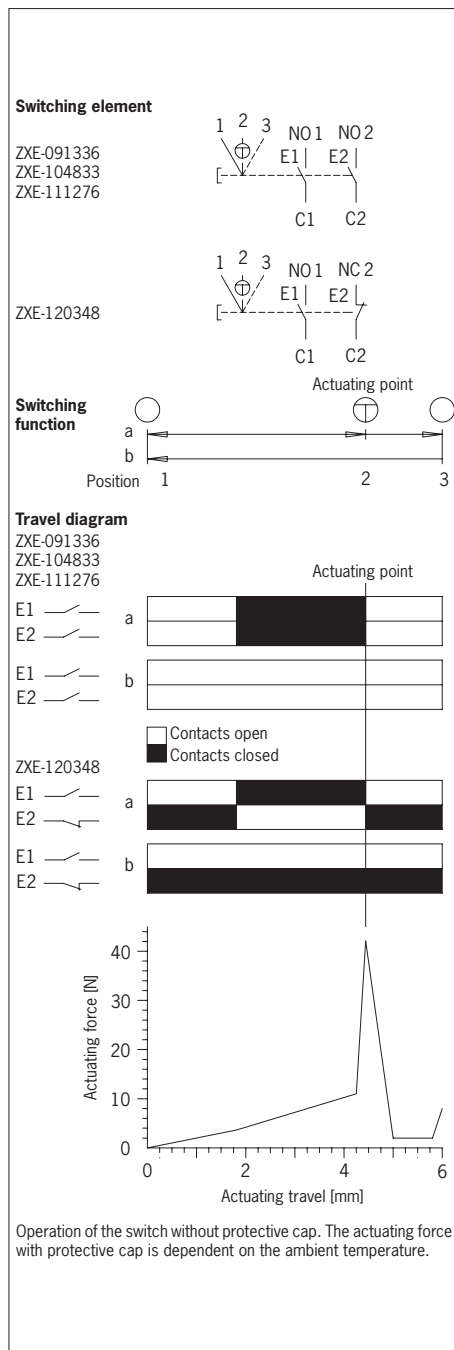 Switching element
ZXE-091336
ZXE-104833
ZXE-111276
1 2 3 NO 1 NO 2
E1 E2
C1 C2
ZXE-120348
1 2 3 NO 1 NC 2
E1 E2
C1 C2
Actuating point
Switching
function
a
b
Position 1 2 3
Travel diagram
ZXE-091336
ZXE-104833
ZXE-111276
Actuating point
E1
E2
a
E1
E2
b
Contacts open
Contacts closed
ZXE-120348
E1
E2
a
E1
E2
b
Actuating force [N]
40
30
20
10
0
0 2 4 6
Actuating travel [mm]
Operation of the switch without protective cap. The actuating force
with protective cap is dependent on the ambient temperature.